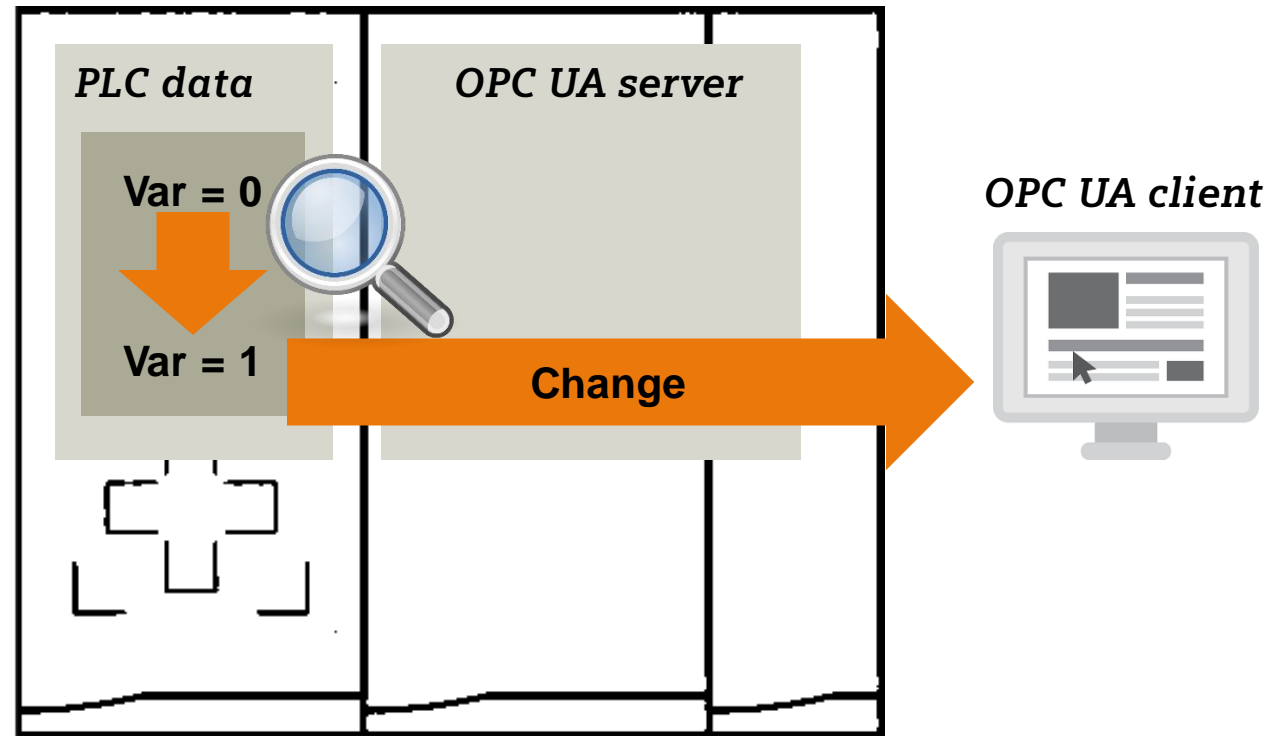 PLC data
OPC UA server
Var = 0
OPC UA client
Var = 1
Change